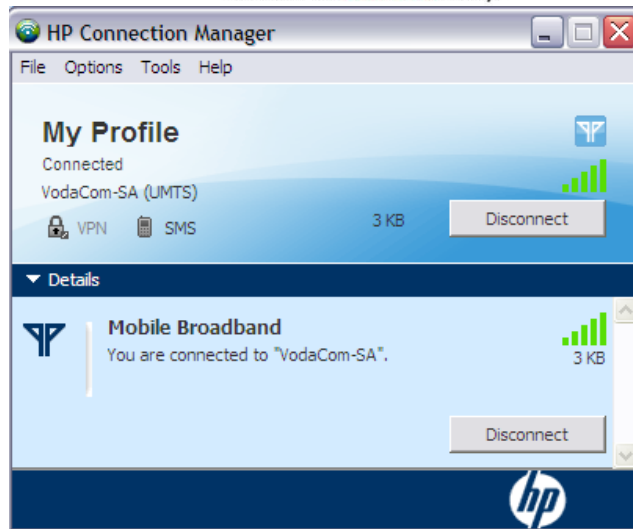 HP Connection Manager
File Options Tools Help
My Profile
Connected
VodaCom-SA (UMTS)
VPN SMS 3 KB Disconnect
Details
Mobile Broadband
You are connected to "VodaCom-SA".
3 KB
Disconnect
hp